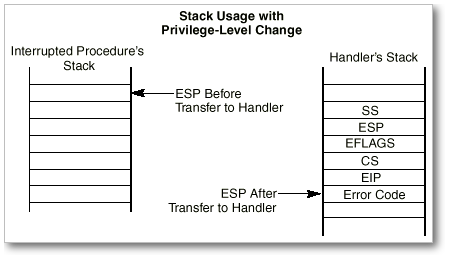 Stack Usage with
Privilege-Level Change
Interrupted Procedure's
Stack
Handler's Stack
ESP Before
Transfer to Handler
SS
ESP
EFLAGS
CS
EIP
Error Code
ESP After
Transfer to Handler